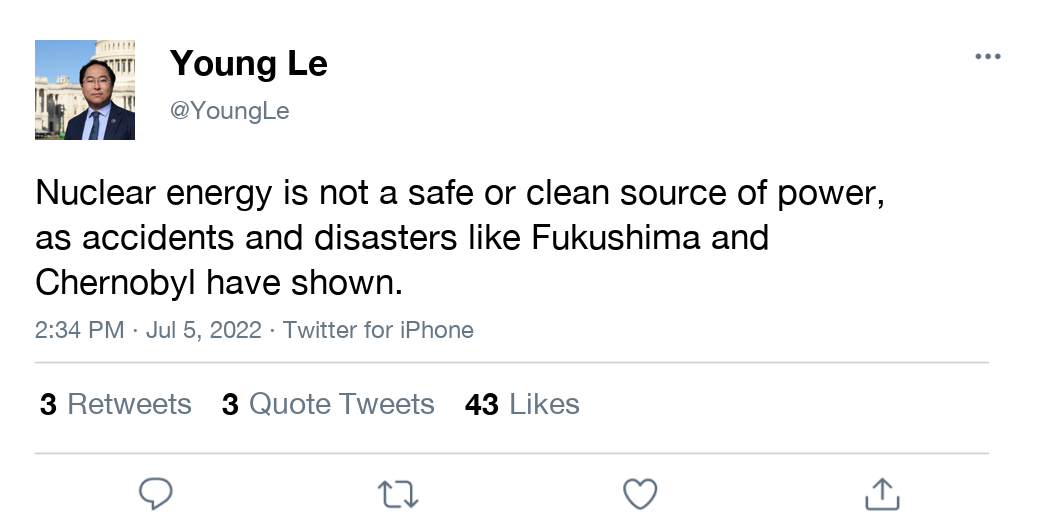 Young Le
@YoungLe
Nuclear energy is not a safe or clean source of power,
as accidents and disasters like Fukushima and
Chernobyl have shown.
2:34 PM · Jul 5, 2022 · Twitter for iPhone
3 Retweets 3 Quote Tweets 43 Likes